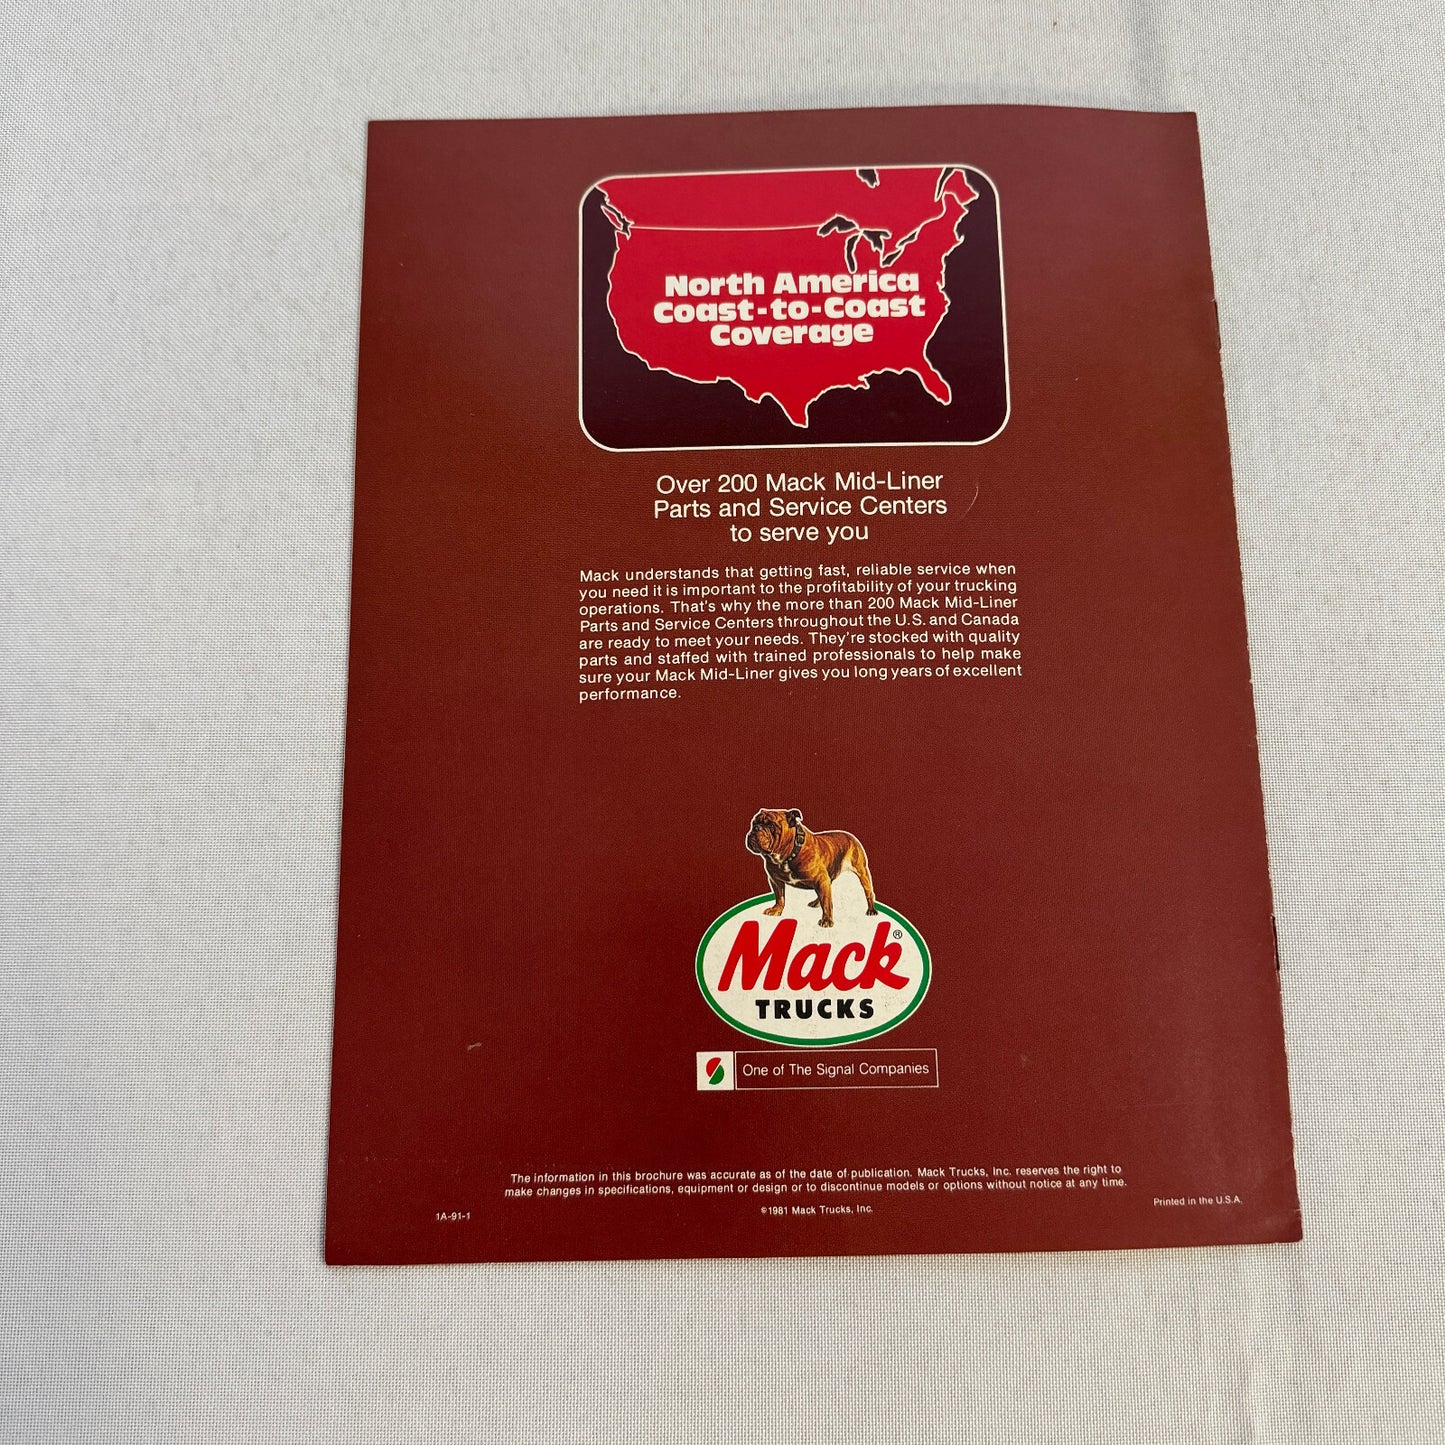 North America
Coast-to-Coast
Coverage
Over 200 Mack Mid-Liner
Parts and Service Centers
to serve you
Mack understands that getting fast, reliable service when
you need it is important to the profitability of your trucking
operations. That's why the more than 200 Mack Mid-Liner
Parts and Service Centers throughout the U.S. and Canada
are ready to meet your needs. They're stocked with quality
parts and staffed with trained professionals to help make
sure your Mack Mid-Liner gives you long years of excellent
performance.
Mack®
TRUCKS
One of The Signal Companies
The information in this brochure was accurate as of the date of publication. Mack Trucks, Inc. reserves the right to
make changes in specifications, equipment or design or to discontinue models or options without notice at any time.
1A-91-1
©1981 Mack Trucks, Inc.
Printed in the U.S.A.